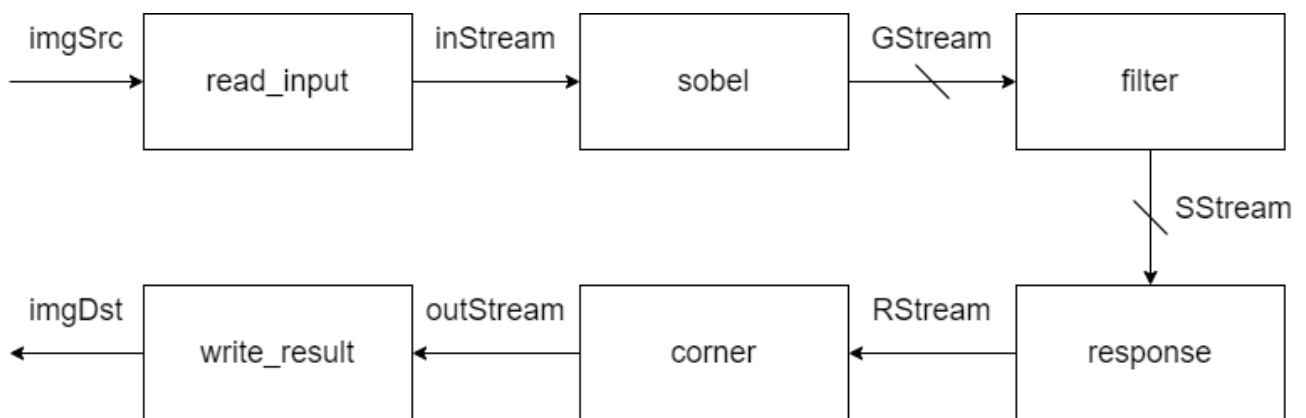 imgSrc
read_input
inStream
sobel
GStream
filter
SStream
imgDst
write_result
outStream
corner
RStream
response